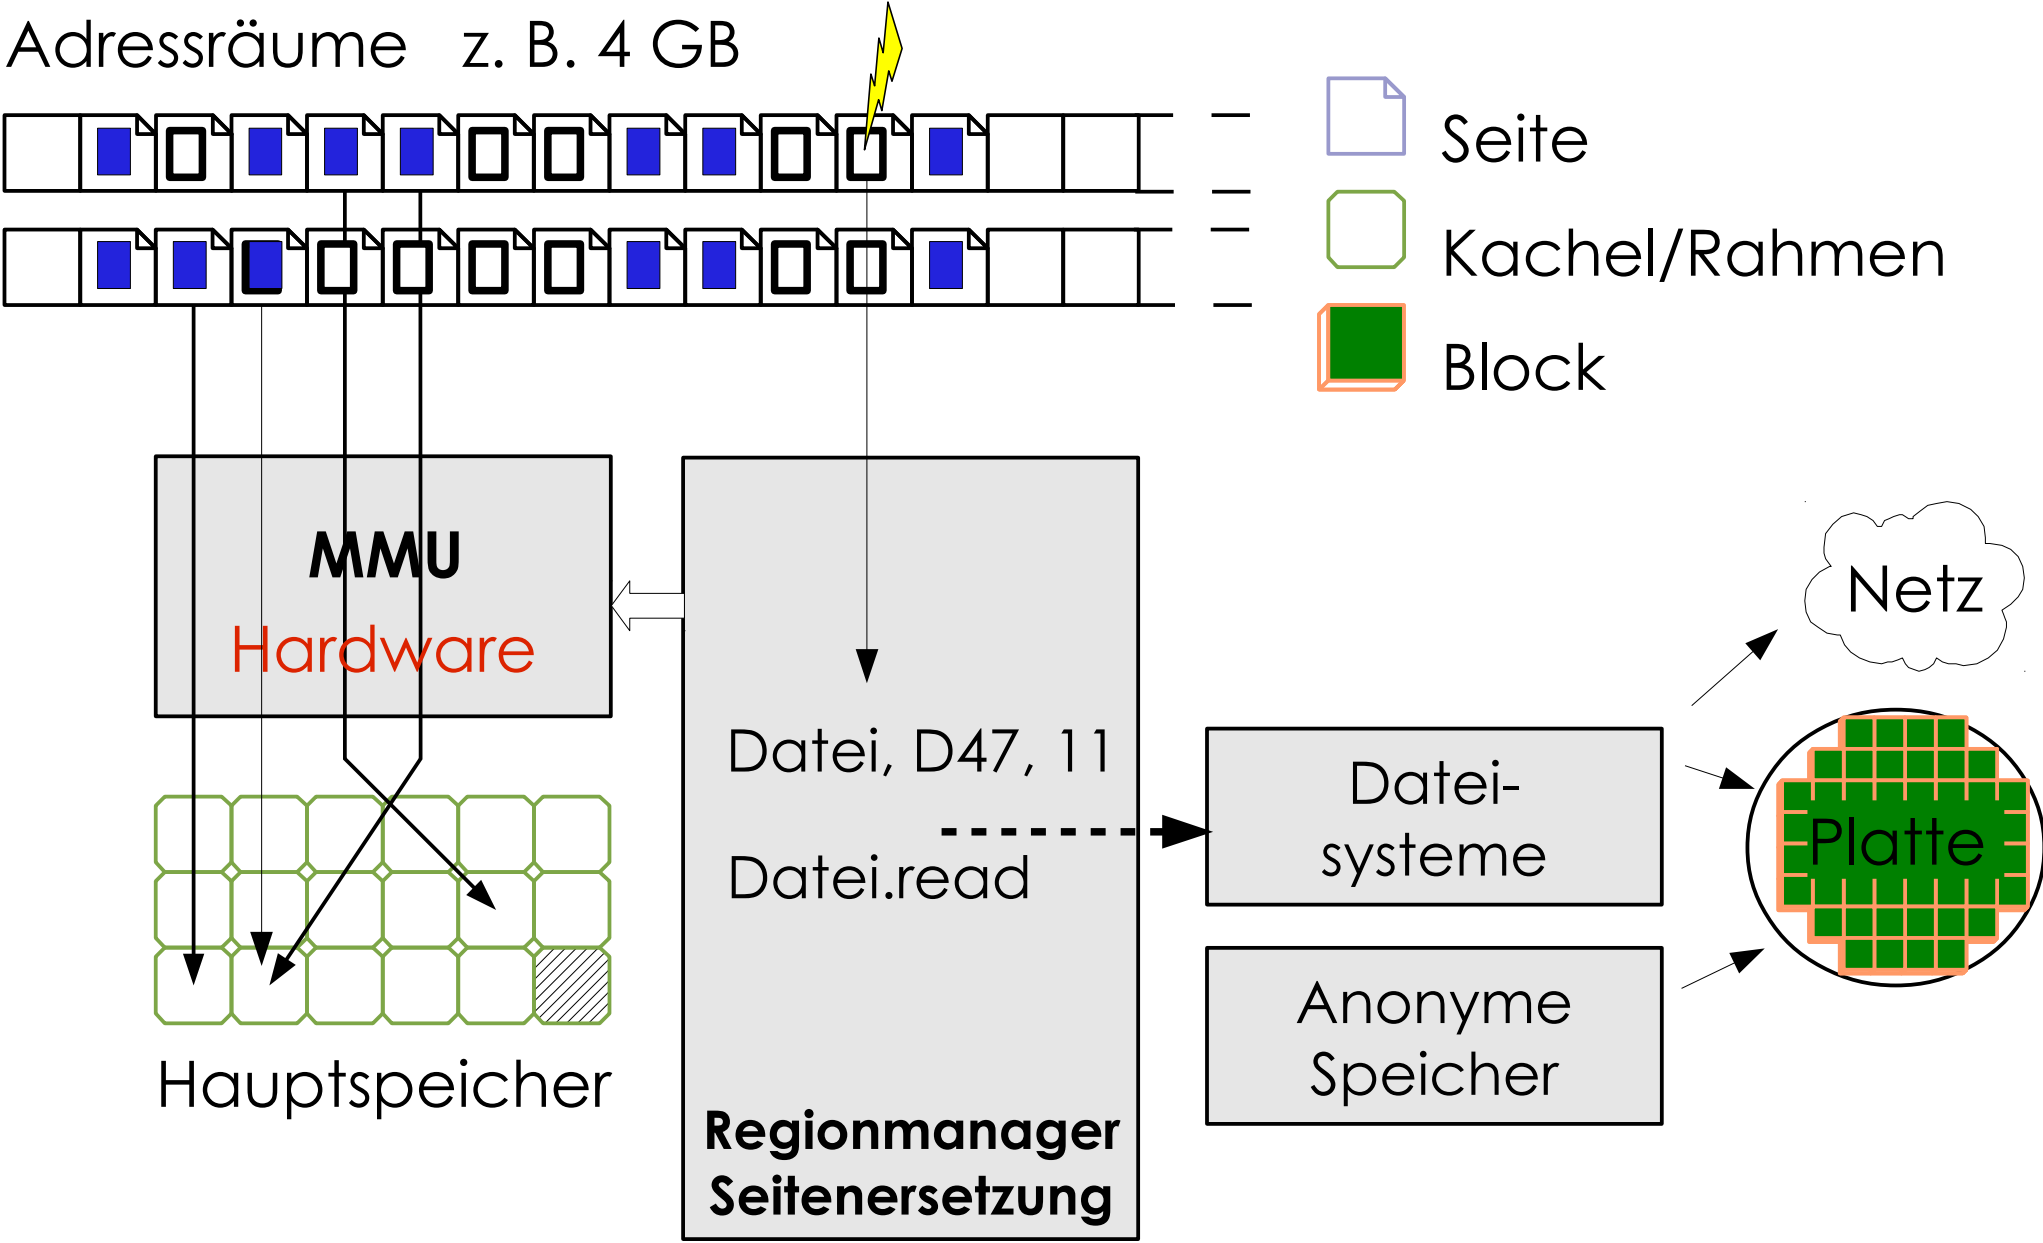 Adressräume z. B. 4 GB
Seite
Kachel/Rahmen
Block
MMU
Hardware
Netz
Datei, D47, 11
Datei.read
Datei-
systeme
Platte
Anonyme
Speicher
Hauptspeicher
Regionmanager
Seitenersetzung